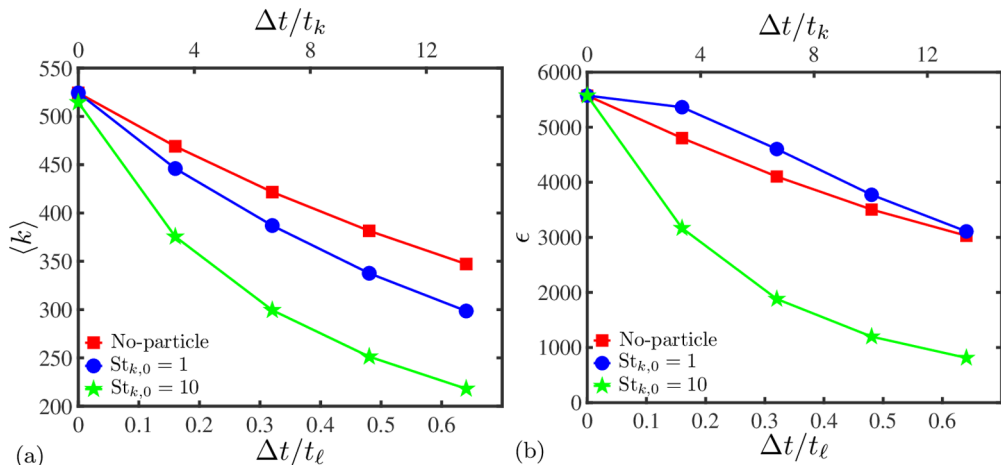 Δt/t_k
0 4 8 12
550
500
450
400
350
300
250
200
⟨k⟩
No-particle
St_{k,0} = 1
St_{k,0} = 10
0 0.1 0.2 0.3 0.4 0.5 0.6
(a)
Δt/t_ℓ
Δt/t_k
0 4 8 12
6000
5000
4000
3000
2000
1000
0
ϵ
No-particle
St_{k,0} = 1
St_{k,0} = 10
0 0.1 0.2 0.3 0.4 0.5 0.6
(b)
Δt/t_ℓ